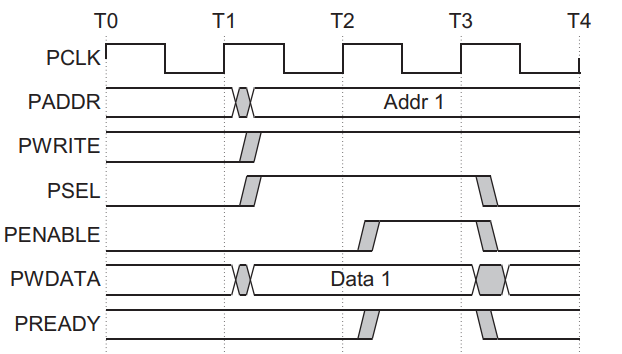 T0 T1 T2 T3 T4
PCLK
PADDR Addr 1
PWRITE
PSEL
PENABLE
PWDATA Data 1
PREADY